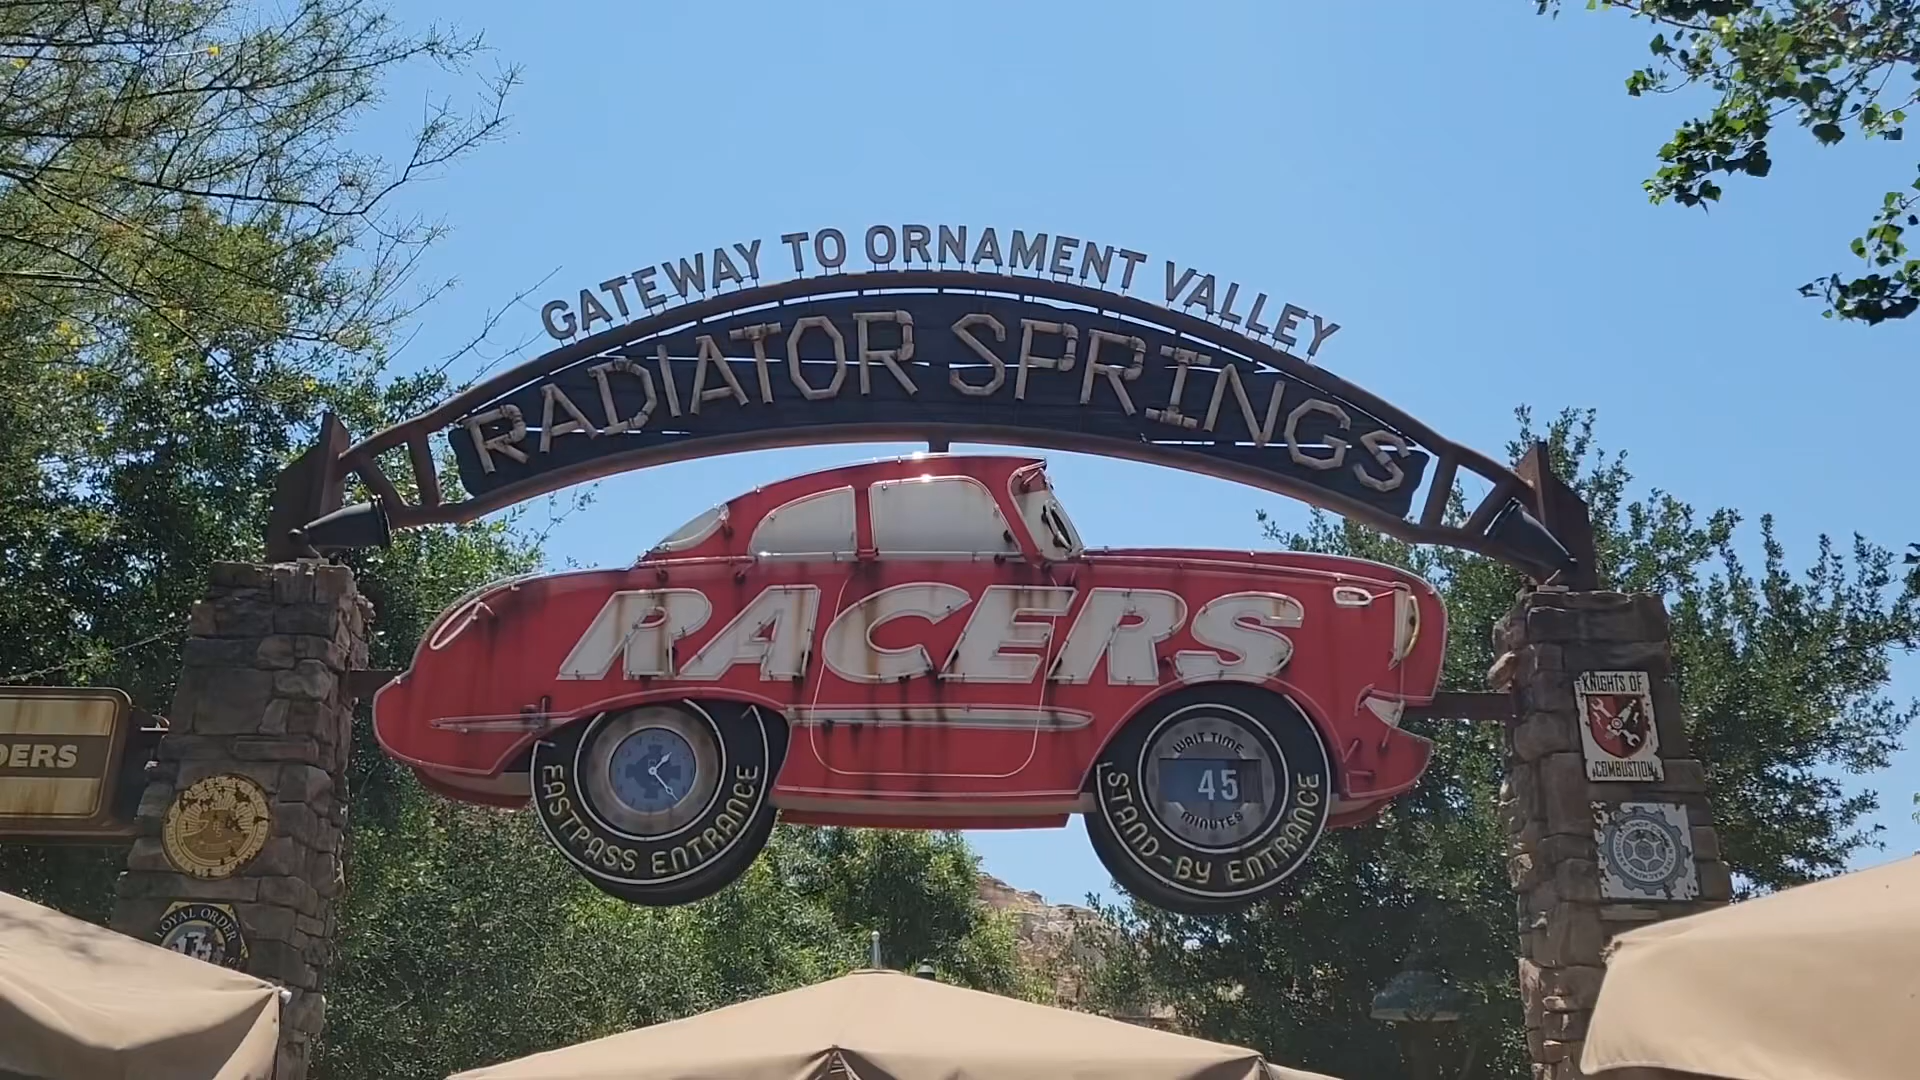 GATEWAY TO ORNAMENT VALLEY
RADIATOR SPRINGS
RACERS
DERS
FASTPASS ENTRANCE
WAIT TIME
45
MINUTES
STAND-BY ENTRANCE
KNIGHTS OF
COMBUSTION
LOYAL ORDER